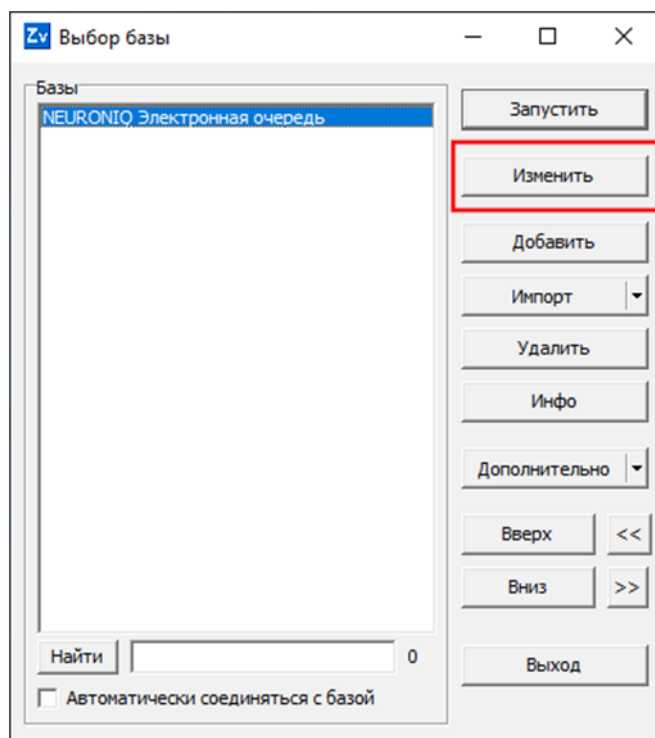 Zv Выбор базы
Базы
NEURONIQ Электронная очередь
Запустить
Изменить
Добавить
Импорт
Удалить
Инфо
Дополнительно
Вверх <<
Вниз >>
Найти 0
Выход
Автоматически соединяться с базой